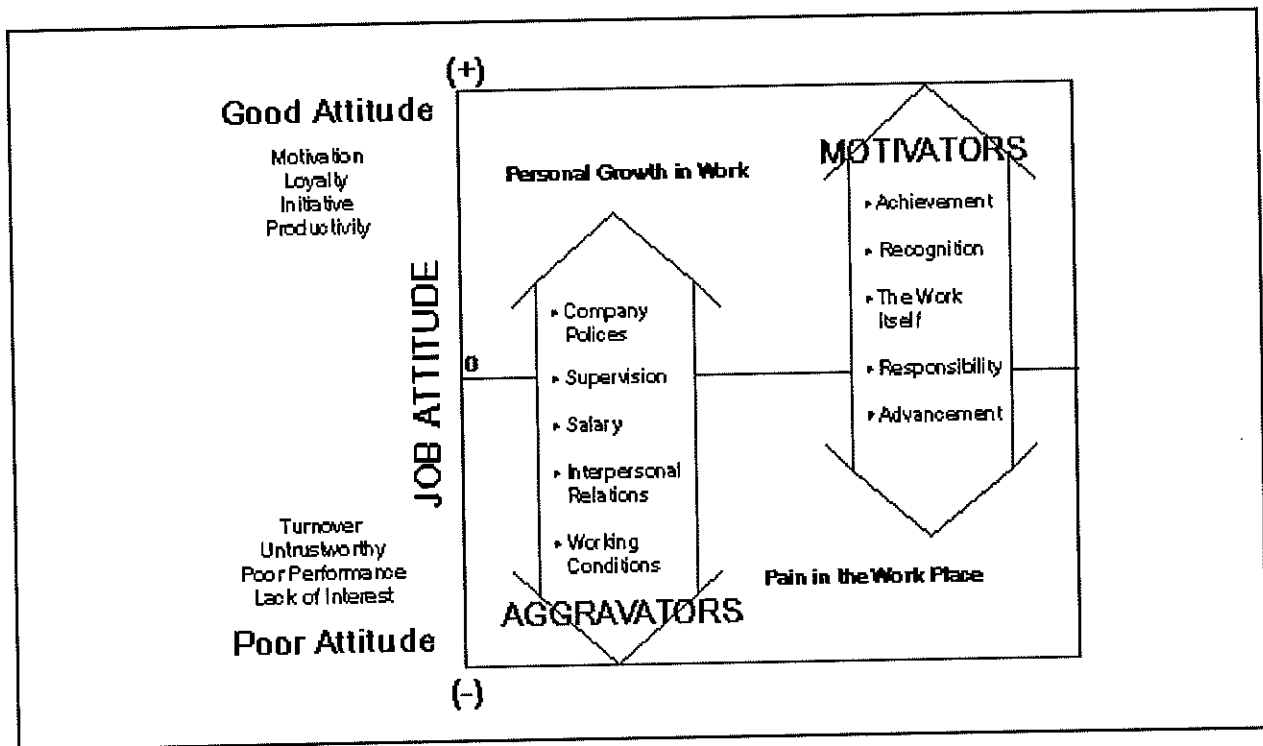 (+)
Good Attitude
Motivation
Loyalty
Initiative
Productivity
JOB ATTITUDE
0
Turnover
Untrustworthy
Poor Performance
Lack of Interest
Poor Attitude
(-)
Personal Growth in Work
▸ Company
Polices
▸ Supervision
▸ Salary
▸ Interpersonal
Relations
▸ Working
Conditions
AGGRAVATORS
MOTIVATORS
▸ Achievement
▸ Recognition
▸ The Work
Itself
▸ Responsibility
▸ Advancement
Pain in the Work Place